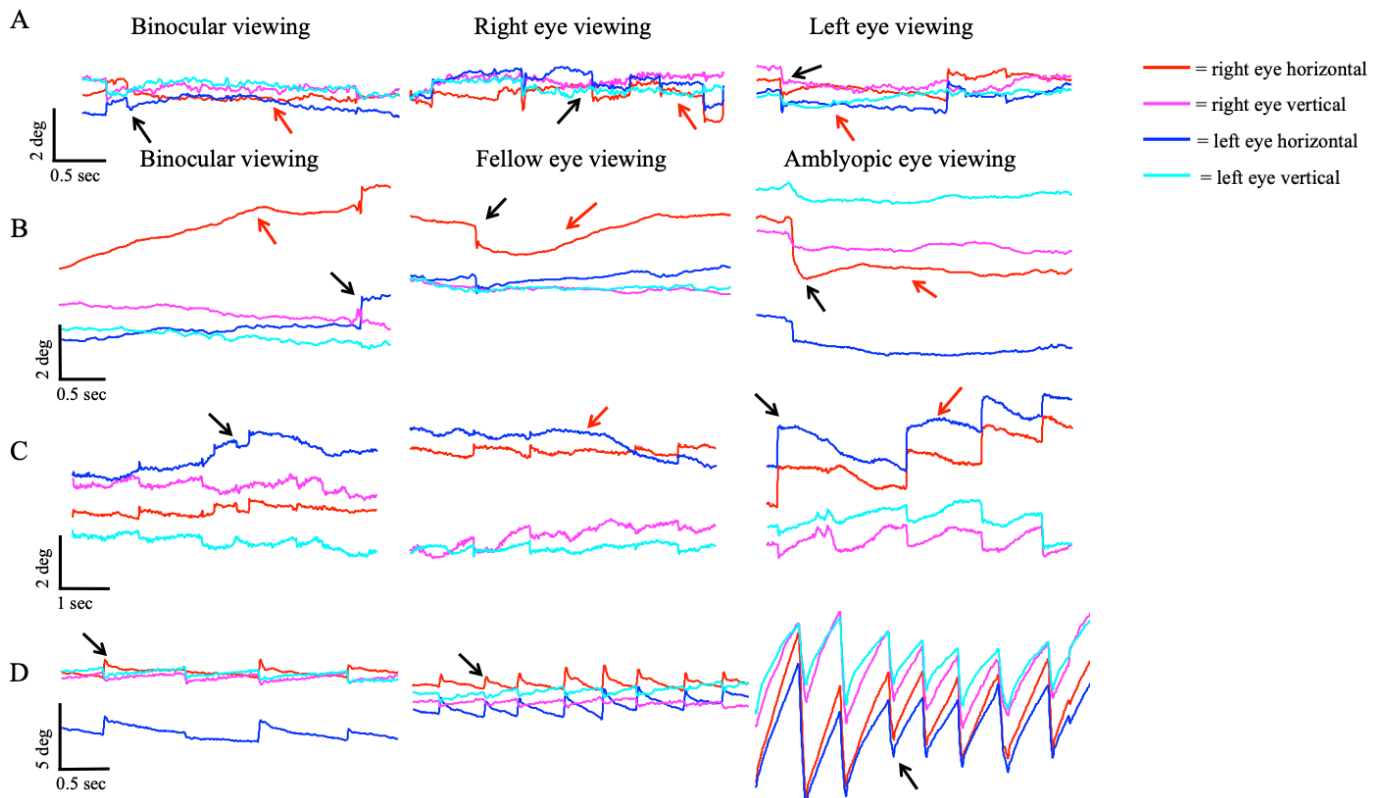 A
Binocular viewing
Right eye viewing
Left eye viewing
= right eye horizontal
= right eye vertical
= left eye horizontal
= left eye vertical
2 deg
0.5 sec
Binocular viewing
Fellow eye viewing
Amblyopic eye viewing
B
2 deg
0.5 sec
C
2 deg
1 sec
D
5 deg
0.5 sec